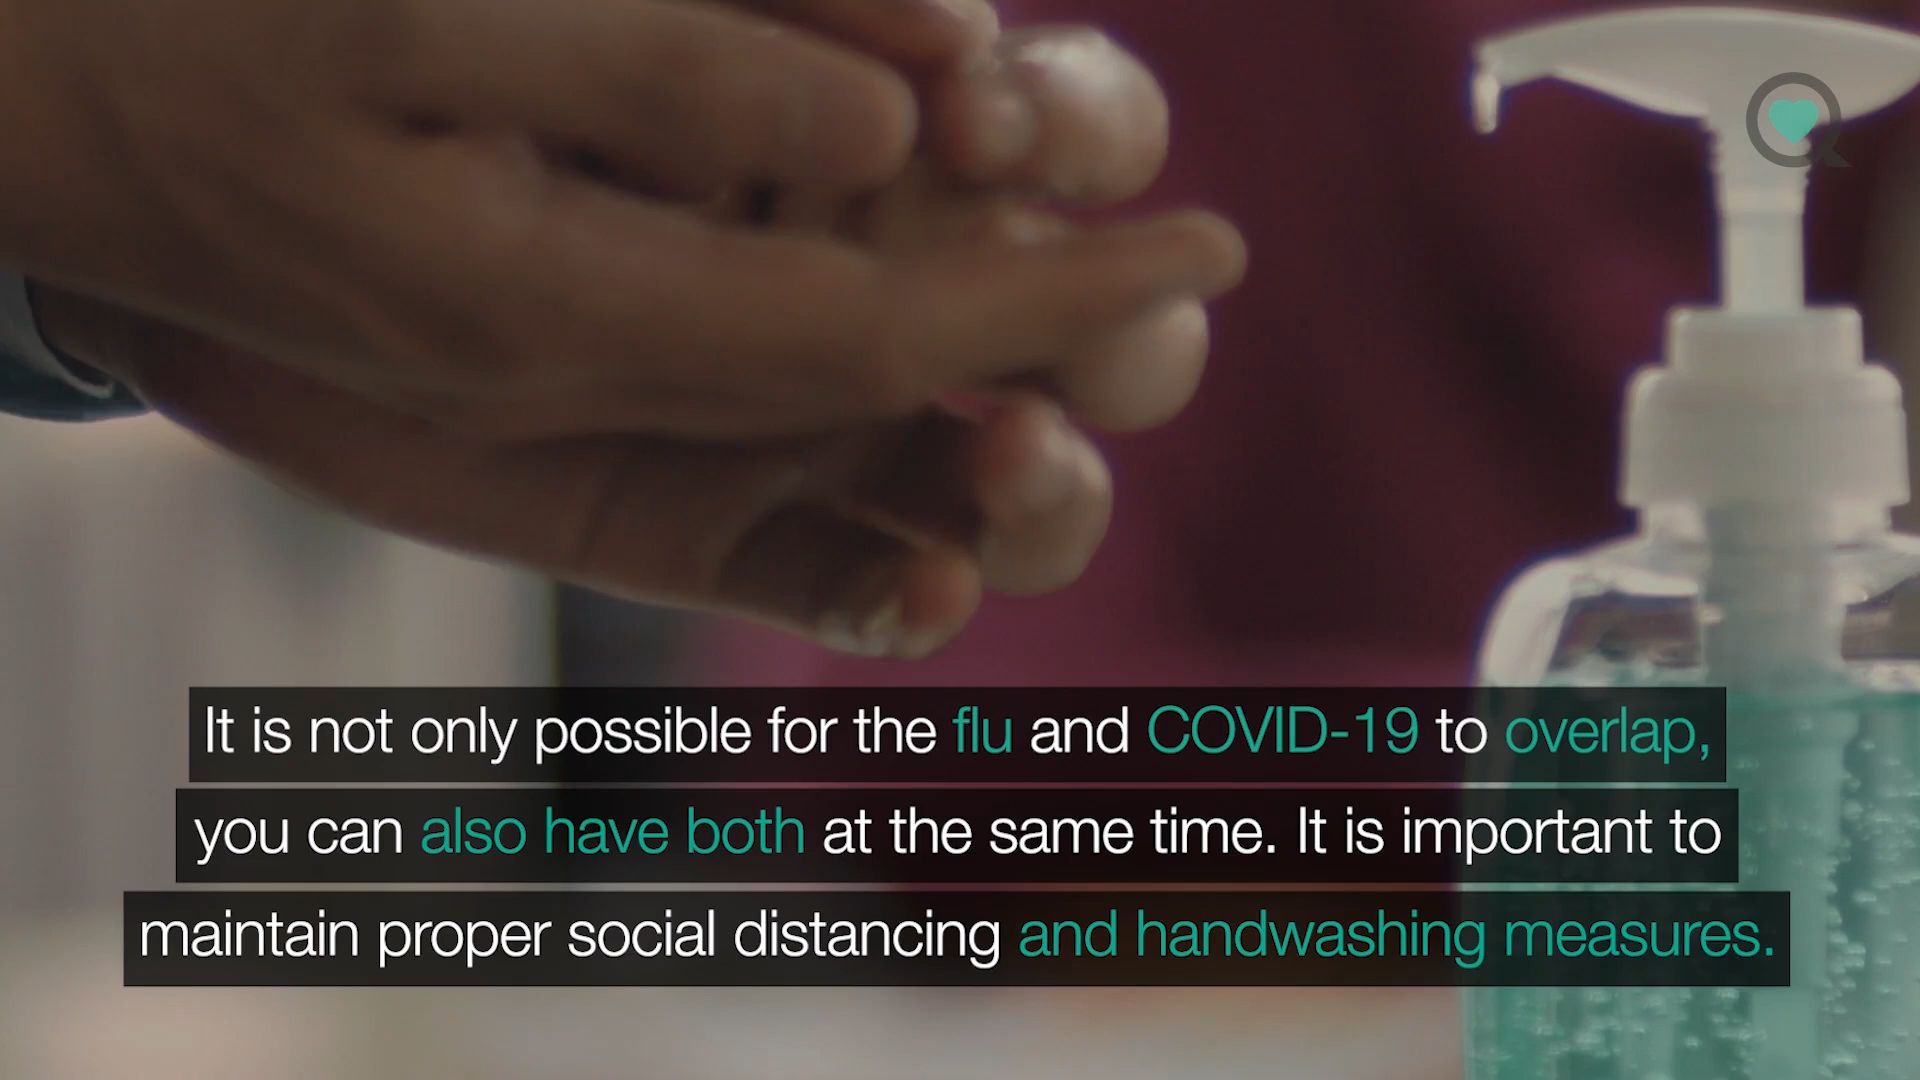 It is not only possible for the flu and COVID-19 to overlap,
you can also have both at the same time. It is important to
maintain proper social distancing and handwashing measures.